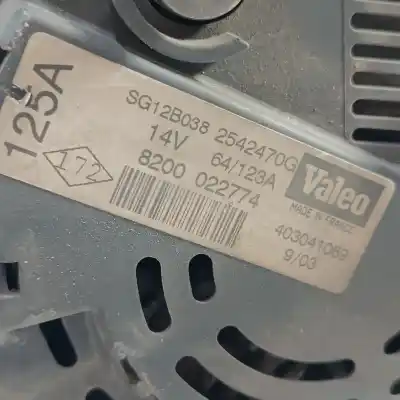 125A
172
SG12B038 2542470G
14V 64/123A
8200 022774
Valeo
MADE IN FRANCE
403041069
9/03